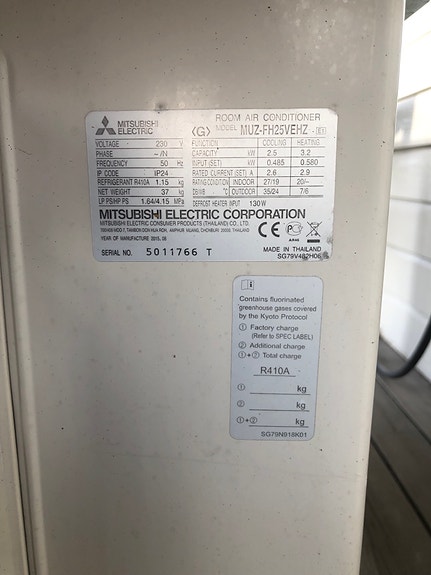 MITSUBISHI ELECTRIC
ROOM AIR CONDITIONER
⟨G⟩ MODEL MUZ-FH25VEHZ - E1
VOLTAGE 230 V
PHASE ~/N
FREQUENCY 50 Hz
IP CODE IP24
REFRIGERANT R410A 1.15 kg
NET WEIGHT 37 kg
LP PS/HP PS 1.64/4.15 MPa
FUNCTION COOLING HEATING
CAPACITY kW 2.5 3.2
INPUT (SET) kW 0.485 0.580
RATED CURRENT (SET) A 2.6 2.9
RATING CONDITION INDOOR 27/19 20/-
DB/WB °C OUTDOOR 35/24 7/6
DEFROST HEATER INPUT 130W
MITSUBISHI ELECTRIC CORPORATION
MITSUBISHI ELECTRIC CONSUMER PRODUCTS (THAILAND) CO., LTD.
YEAR OF MANUFACTURE 2015. 06
CE
MADE IN THAILAND
SERIAL NO. 5011766 T
SG79V482H06
i
Contains fluorinated
greenhouse gases covered
by the Kyoto Protocol
① Factory charge
(Refer to SPEC LABEL)
② Additional charge
①+② Total charge
R410A
① kg
② kg
①+② kg
SG79N918K01